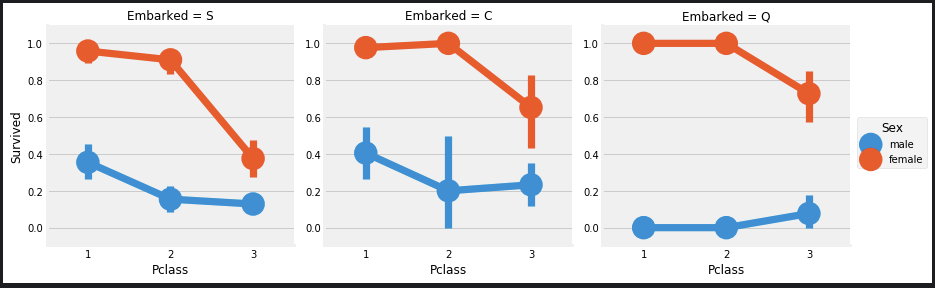 Embarked = S
Embarked = C
Embarked = Q
Survived
1.0
0.8
0.6
0.4
0.2
0.0
1.0
0.8
0.6
0.4
0.2
0.0
1.0
0.8
0.6
0.4
0.2
0.0
1 2 3
1 2 3
1 2 3
Pclass
Pclass
Pclass
Sex
male
female